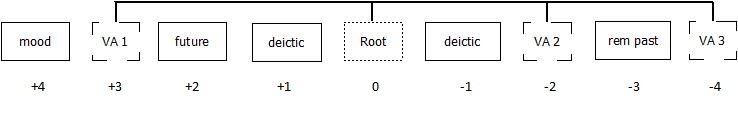 mood VA 1 future deictic Root deictic VA 2 rem past VA 3
+4 +3 +2 +1 0 -1 -2 -3 -4